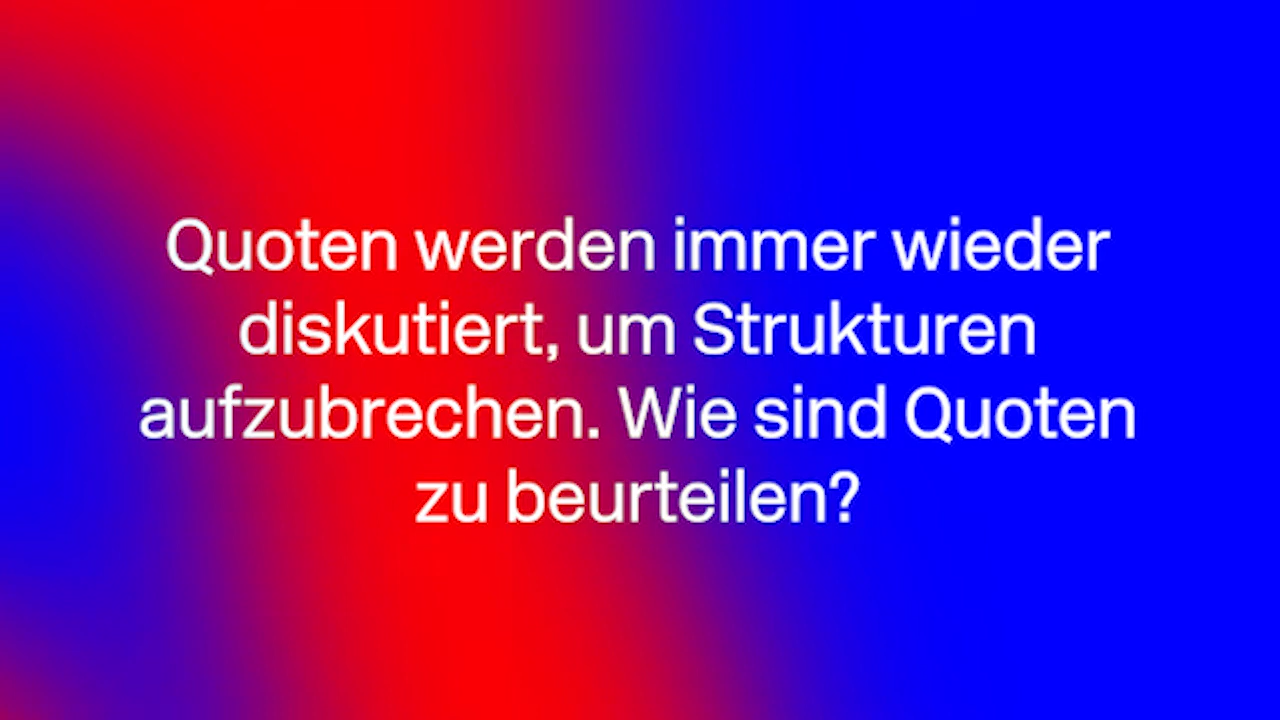 Quoten werden immer wieder
diskutiert, um Strukturen
aufzubrechen. Wie sind Quoten
zu beurteilen?